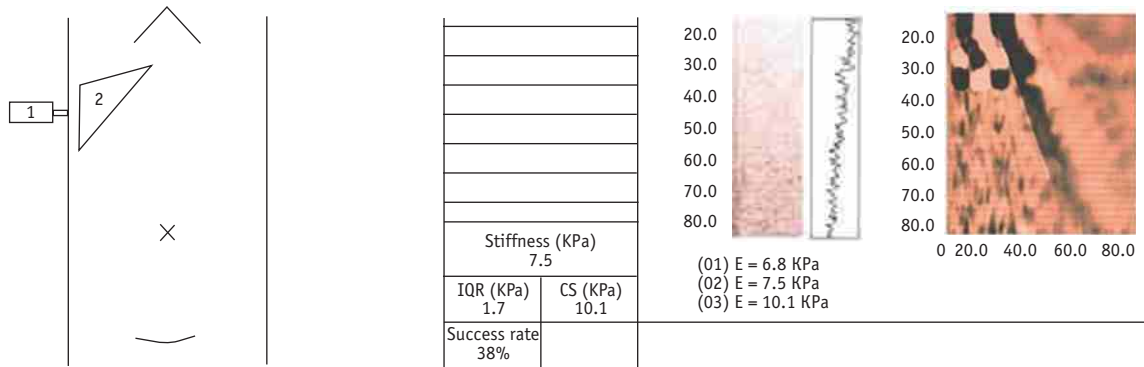 1
2
Stiffness (KPa)
7.5
IQR (KPa)
1.7
CS (KPa)
10.1
Success rate
38%
20.0
30.0
40.0
50.0
60.0
70.0
80.0
(01) E = 6.8 KPa
(02) E = 7.5 KPa
(03) E = 10.1 KPa
20.0
30.0
40.0
50.0
60.0
70.0
80.0
0 20.0 40.0 60.0 80.0